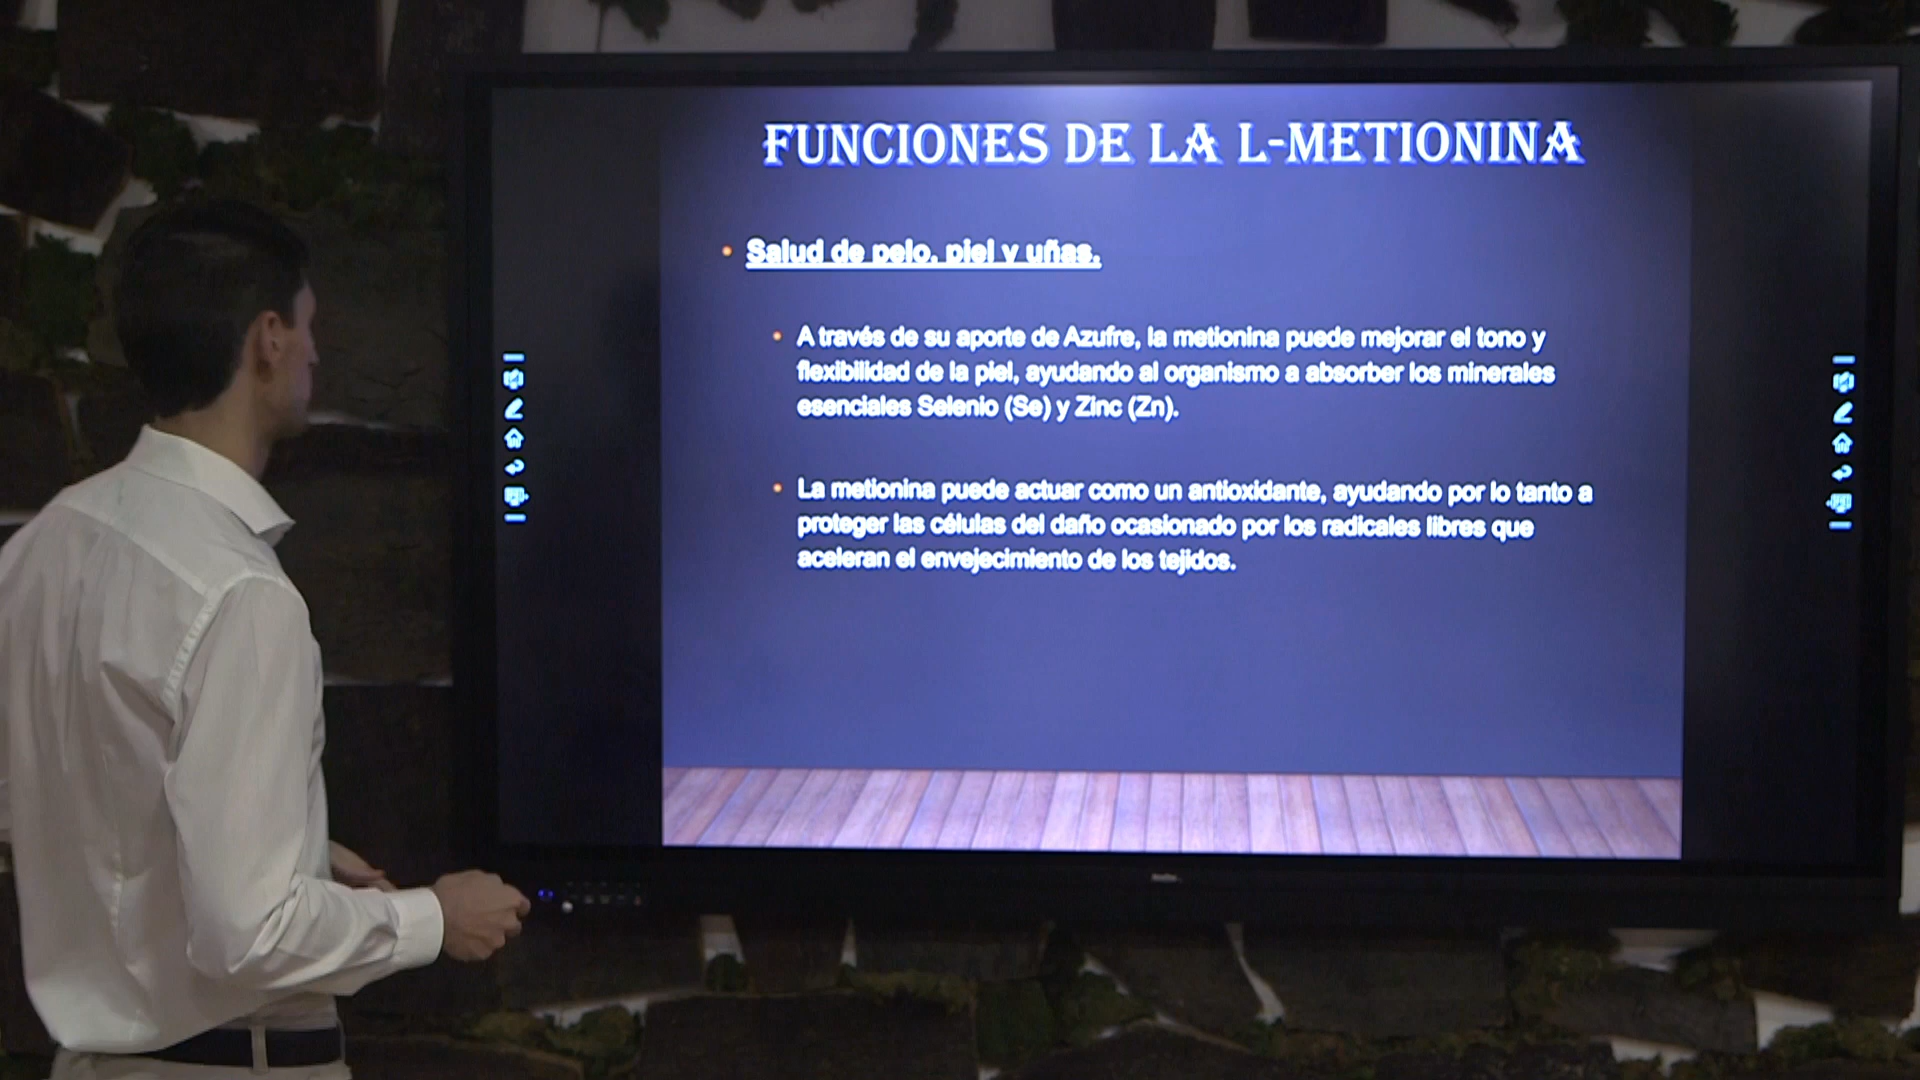 FUNCIONES DE LA L-METIONINA
Salud de pelo, piel y uñas.
A través de su aporte de Azufre, la metionina puede mejorar el tono y
flexibilidad de la piel, ayudando al organismo a absorber los minerales
esenciales Selenio (Se) y Zinc (Zn).
La metionina puede actuar como un antioxidante, ayudando por lo tanto a
proteger las células del daño ocasionado por los radicales libres que
aceleran el envejecimiento de los tejidos.